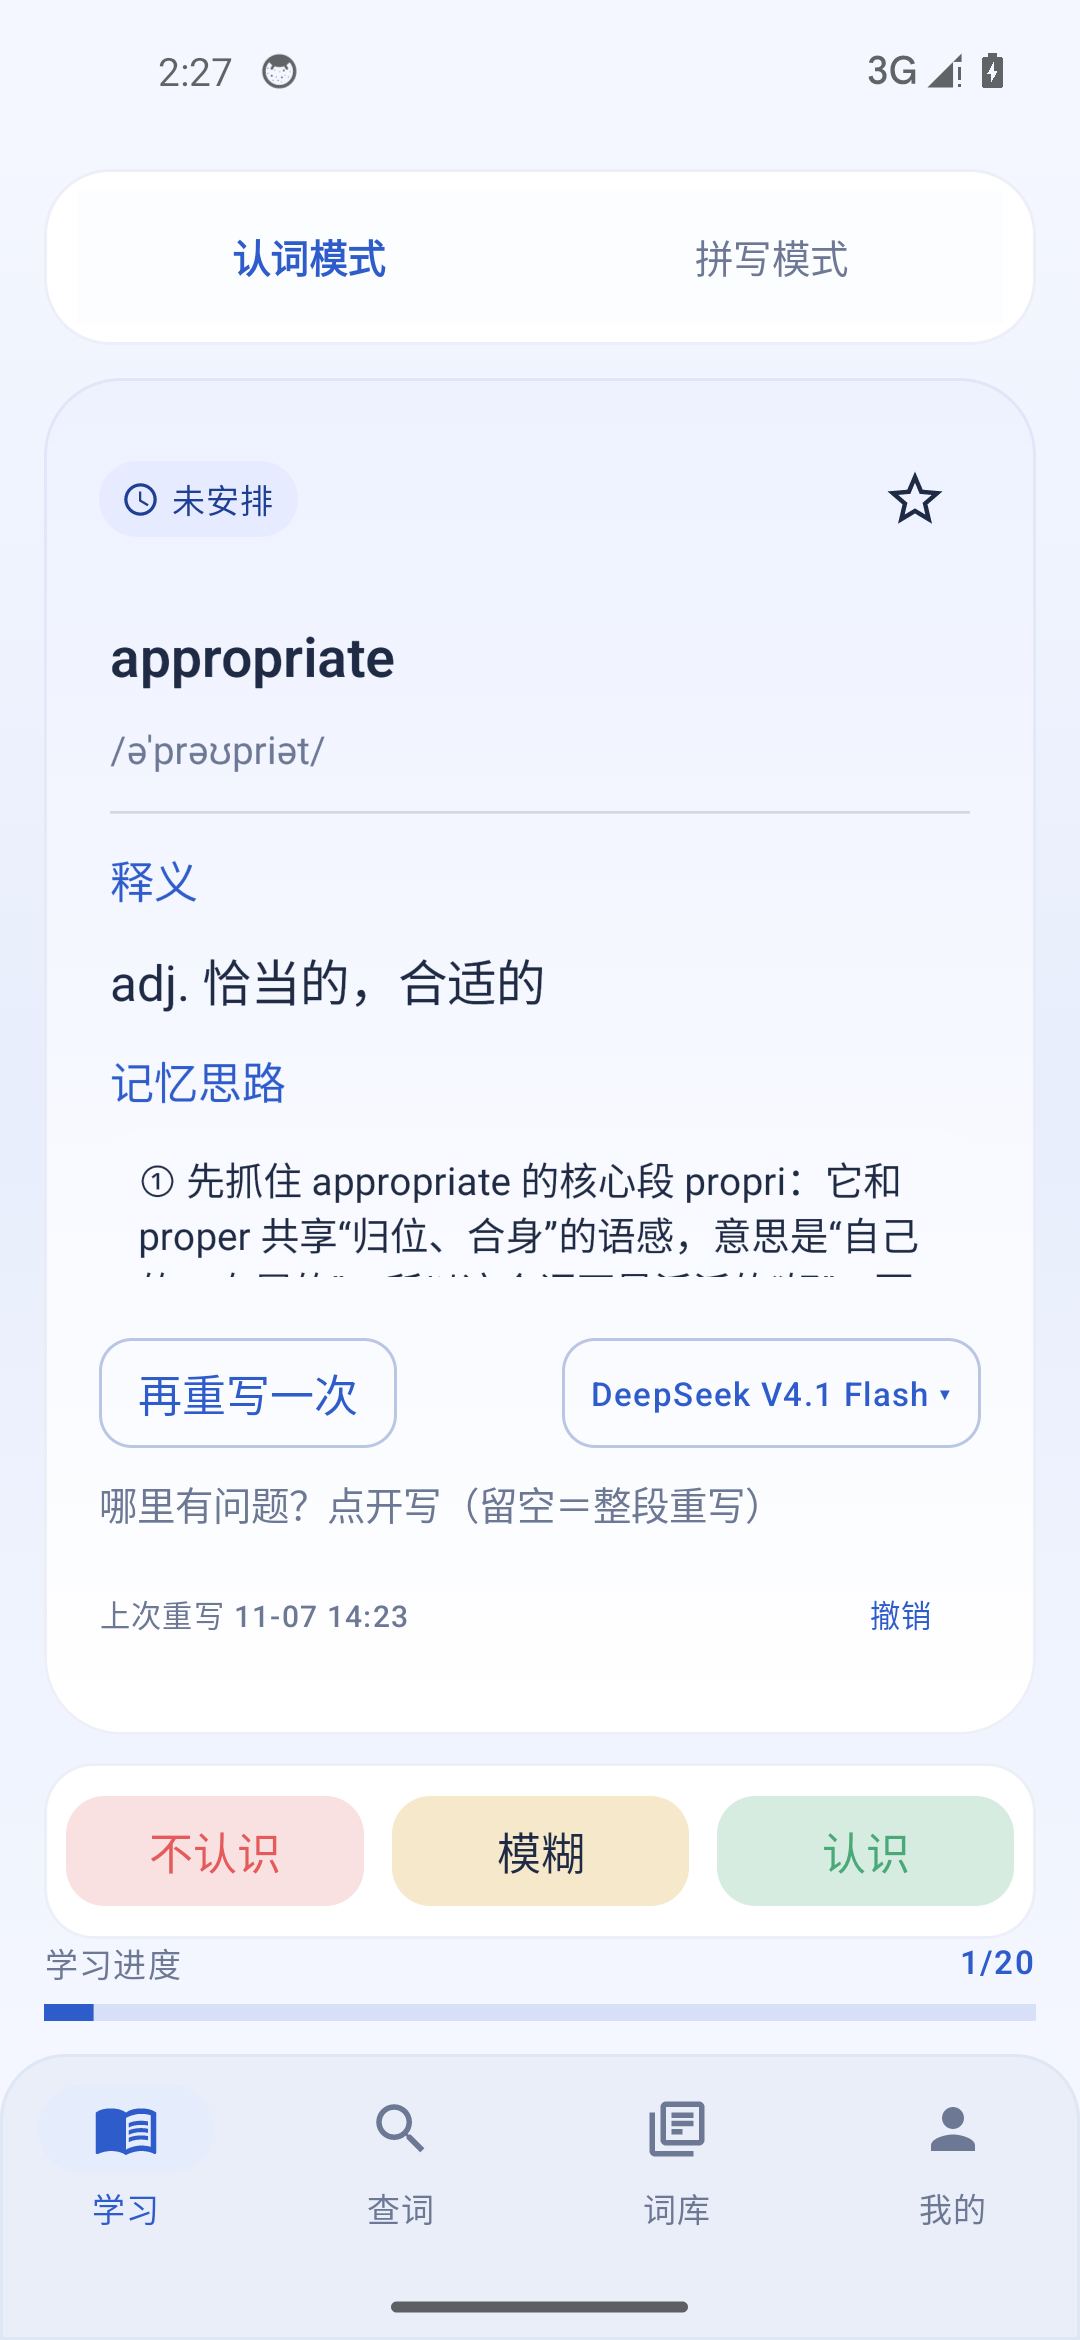 2:27
3G
认词模式
拼写模式
未安排
appropriate
/əˈprəʊpriət/
释义
adj. 恰当的，合适的
记忆思路
① 先抓住 appropriate 的核心段 propri：它和
proper 共享“归位、合身”的语感，意思是“自己
再重写一次
DeepSeek V4.1 Flash ▾
哪里有问题？点开写（留空＝整段重写）
上次重写 11-07 14:23
撤销
不认识
模糊
认识
学习进度
1/20
学习
查词
词库
我的